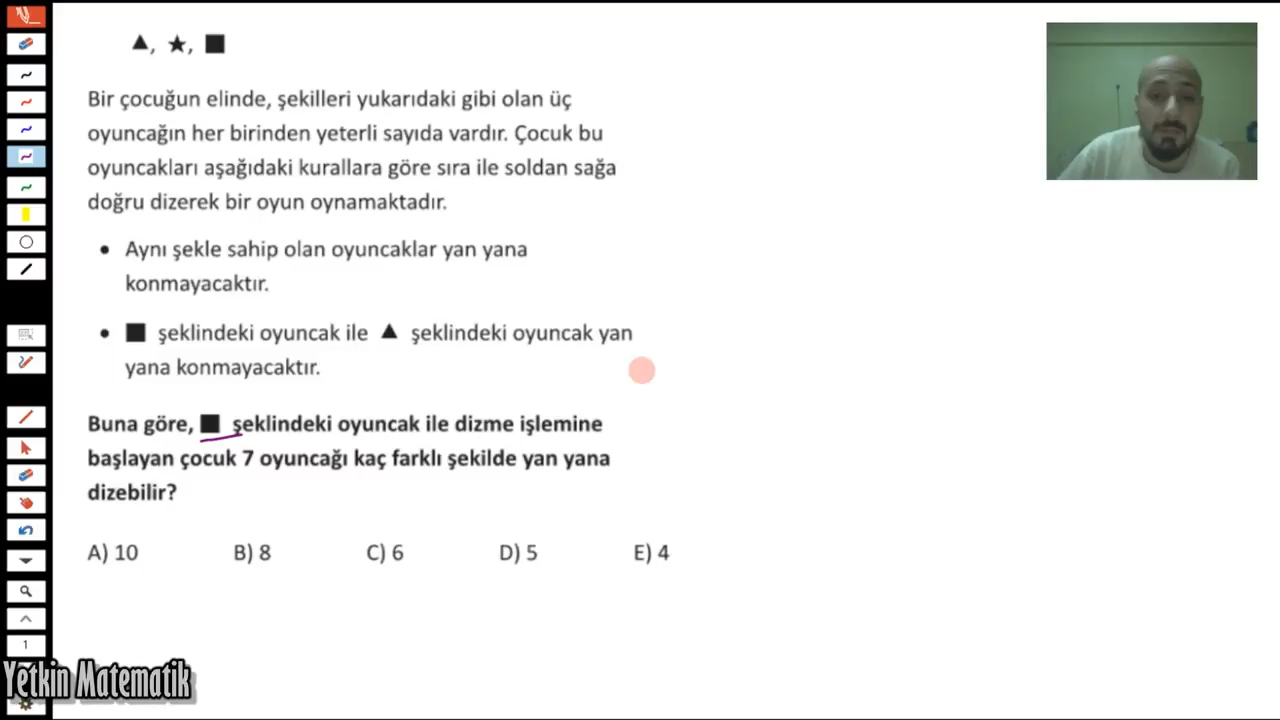 ▲, ★, ■
Bir çocuğun elinde, şekilleri yukarıdaki gibi olan üç
oyuncağın her birinden yeterli sayıda vardır. Çocuk bu
oyuncakları aşağıdaki kurallara göre sıra ile soldan sağa
doğru dizerek bir oyun oynamaktadır.
• Aynı şekle sahip olan oyuncaklar yan yana
konmayacaktır.
• ■ şeklindeki oyuncak ile ▲ şeklindeki oyuncak yan
yana konmayacaktır.
Buna göre, ■ şeklindeki oyuncak ile dizme işlemine
başlayan çocuk 7 oyuncağı kaç farklı şekilde yan yana
dizebilir?
A) 10 B) 8 C) 6 D) 5 E) 4
1
Yetkin Matematik